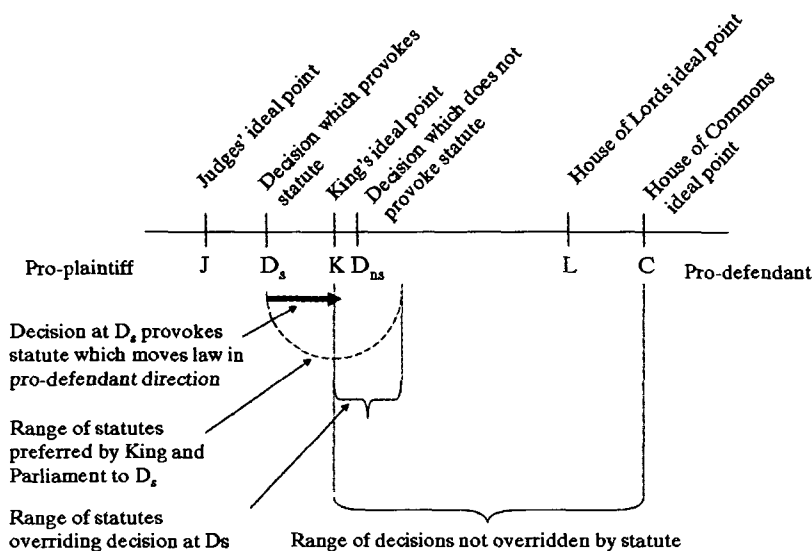 Judges' ideal point
Decision which provokes
statute
King's ideal point
Decision which does not
provoke statute
House of Lords ideal point
House of Commons
ideal point
Pro-plaintiff
J
Ds
K
Dns
L
C
Pro-defendant
Decision at Ds provokes
statute which moves law in
pro-defendant direction
Range of statutes
preferred by King and
Parliament to Ds
Range of statutes
overriding decision at Ds
Range of decisions not overridden by statute